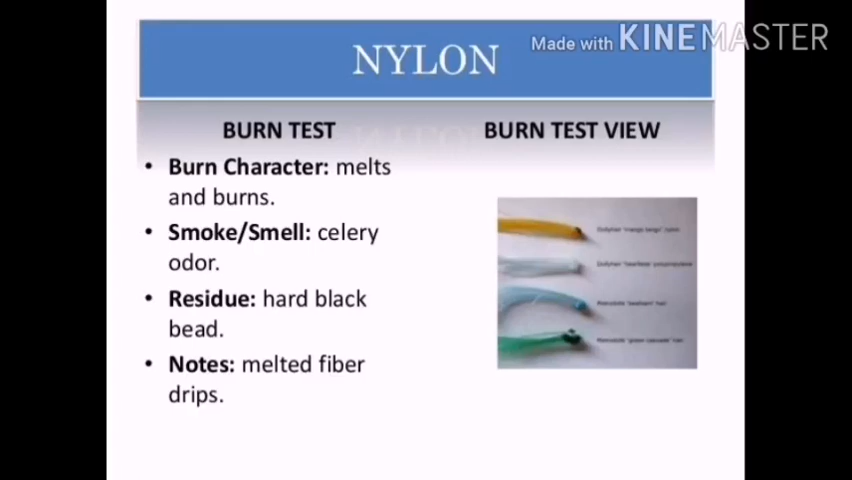 NYLON
Made with KINEMASTER
BURN TEST
• Burn Character: melts
and burns.
• Smoke/Smell: celery
odor.
• Residue: hard black
bead.
• Notes: melted fiber
drips.
BURN TEST VIEW